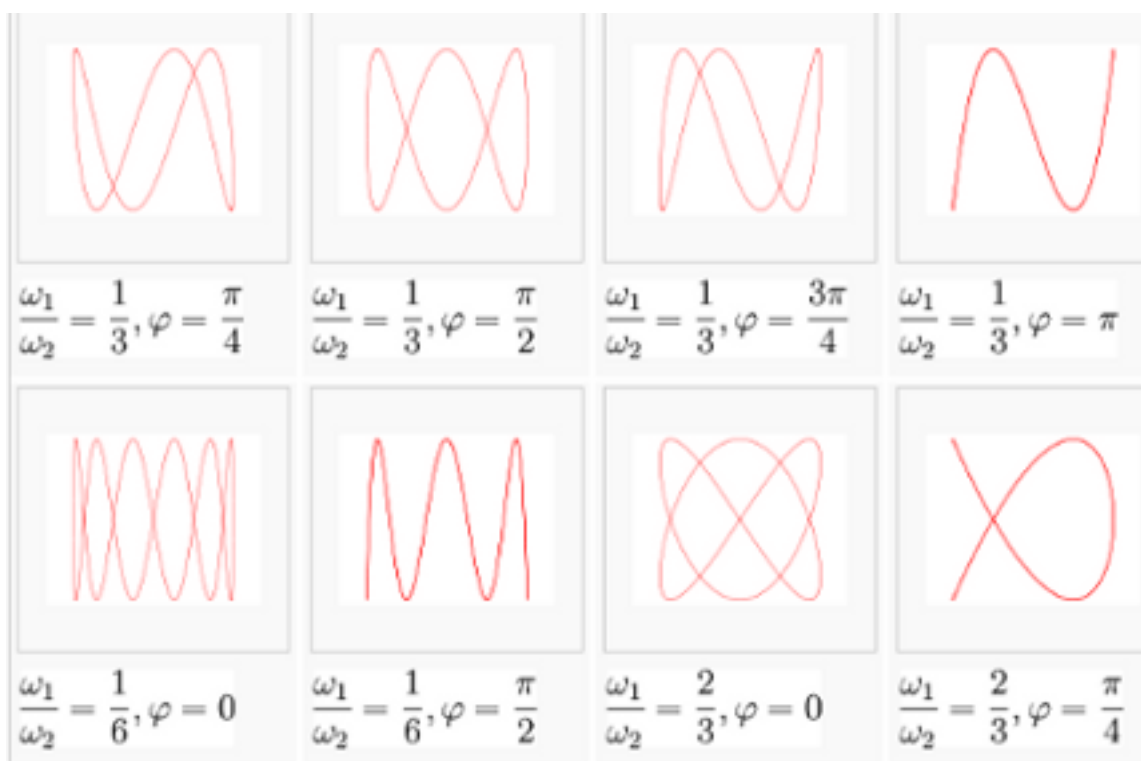 ω₁/ω₂ = 1/3, φ = π/4
ω₁/ω₂ = 1/3, φ = π/2
ω₁/ω₂ = 1/3, φ = 3π/4
ω₁/ω₂ = 1/3, φ = π
ω₁/ω₂ = 1/6, φ = 0
ω₁/ω₂ = 1/6, φ = π/2
ω₁/ω₂ = 2/3, φ = 0
ω₁/ω₂ = 2/3, φ = π/4